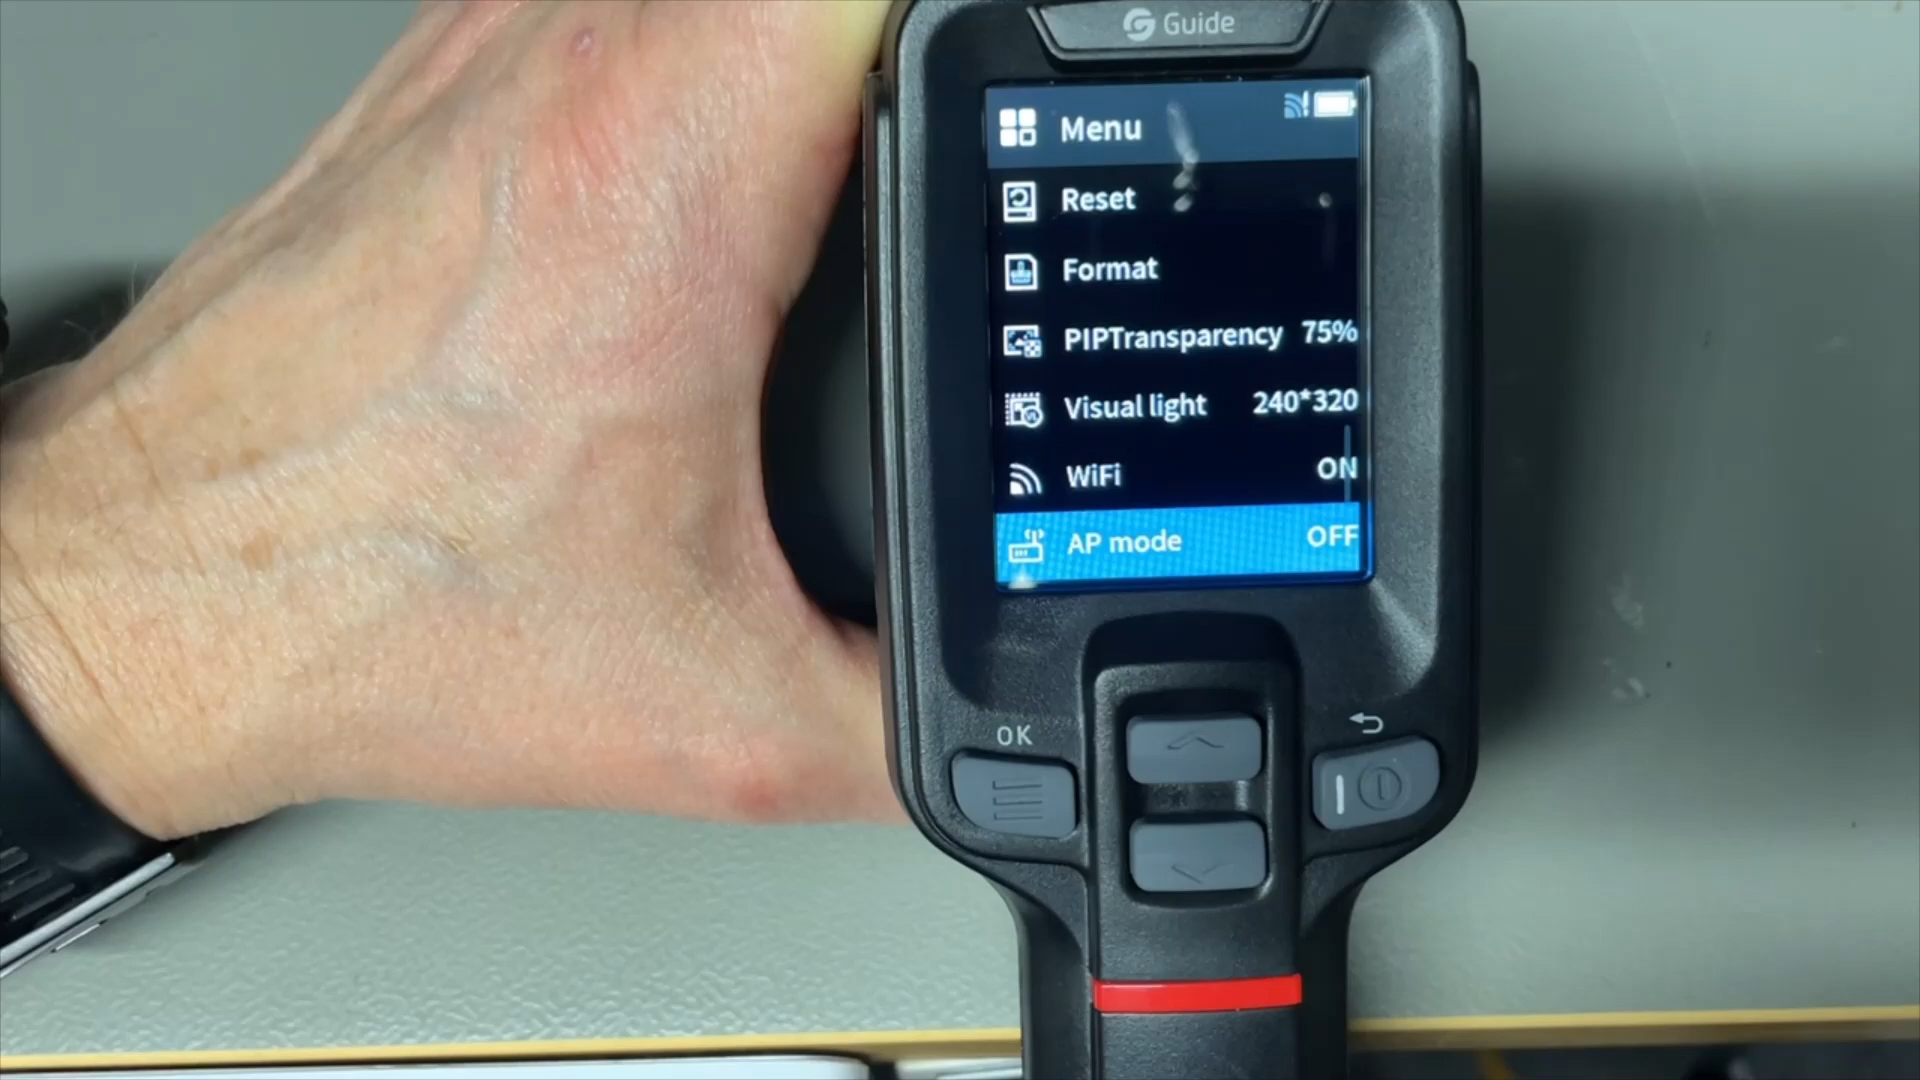 Guide
Menu
Reset
Format
PIPTransparency 75%
Visual light 240*320
WiFi ON
AP mode OFF
OK